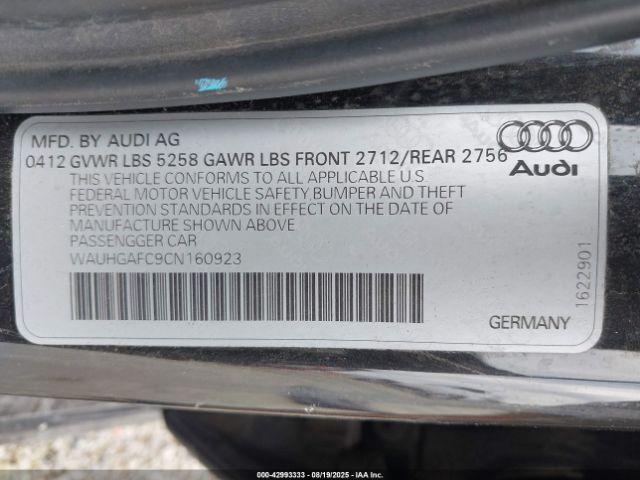 MFD. BY AUDI AG
0412 GVWR LBS 5258 GAWR LBS FRONT 2712/REAR 2756
THIS VEHICLE CONFORMS TO ALL APPLICABLE U.S.
FEDERAL MOTOR VEHICLE SAFETY, BUMPER AND THEFT
PREVENTION STANDARDS IN EFFECT ON THE DATE OF
MANUFACTURE SHOWN ABOVE
PASSENGGER CAR
WAUHGAFC9CN160923
Audi
1622901
GERMANY
000-42993333 - 08/19/2025 - IAA Inc.